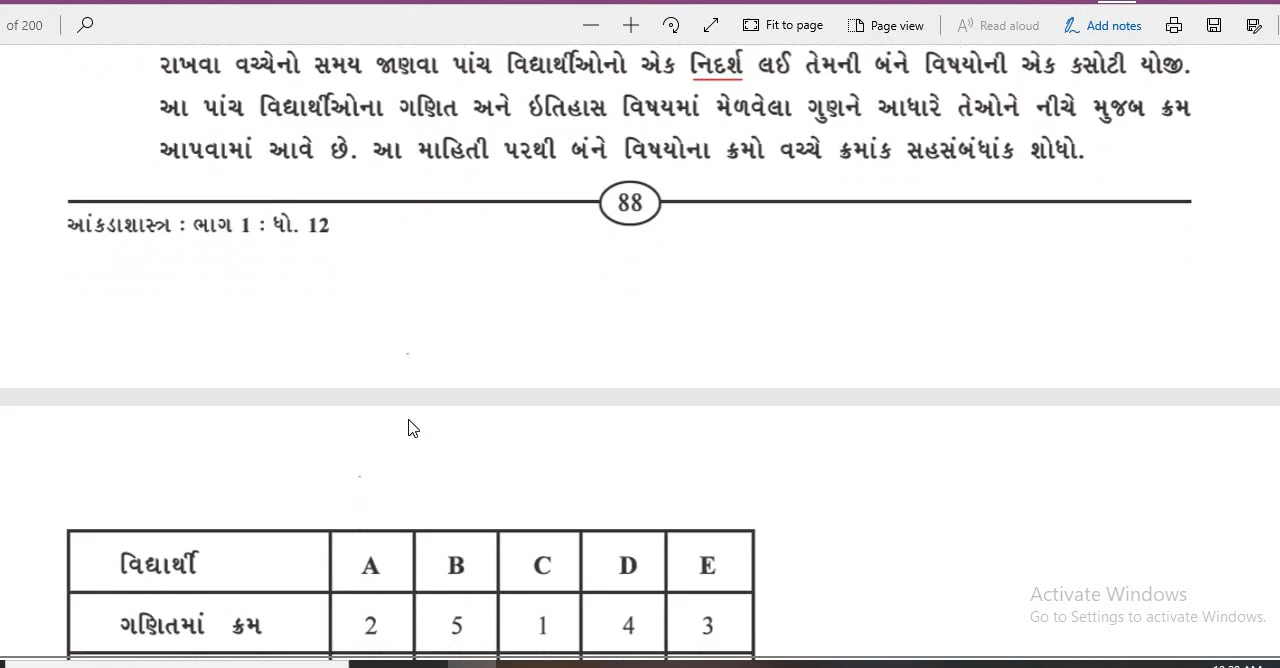 of 200
Fit to page
Page view
Read aloud
Add notes
રાખવા વચ્ચેનો સમય જાણવા પાંચ વિદ્યાર્થીઓનો એક નિદર્શ લઈ તેમની બંને વિષયોની એક કસોટી યોજી.
આ પાંચ વિદ્યાર્થીઓના ગણિત અને ઇતિહાસ વિષયમાં મેળવેલા ગુણને આધારે તેઓને નીચે મુજબ ક્રમ
આપવામાં આવે છે. આ માહિતી પરથી બંને વિષયોના ક્રમો વચ્ચે ક્રમાંક સહસંબંધાંક શોધો.
88
આંકડાશાસ્ત્ર : ભાગ 1 : ધો. 12
વિદ્યાર્થી A B C D E
ગણિતમાં ક્રમ 2 5 1 4 3
Activate Windows
Go to Settings to activate Windows.